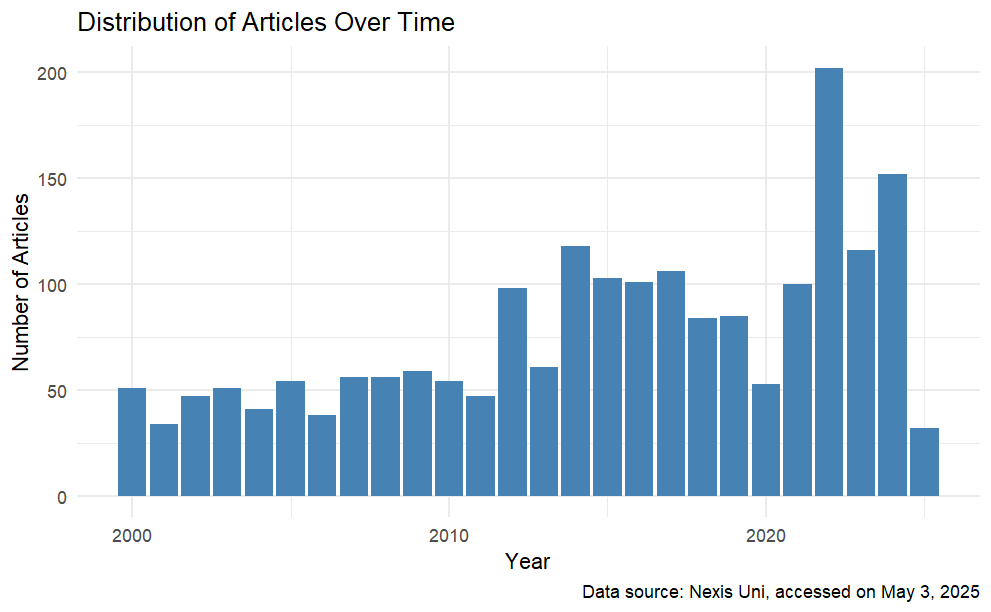 Distribution of Articles Over Time
200
150
100
50
0
Number of Articles
2000 2010 2020
Year
Data source: Nexis Uni, accessed on May 3, 2025